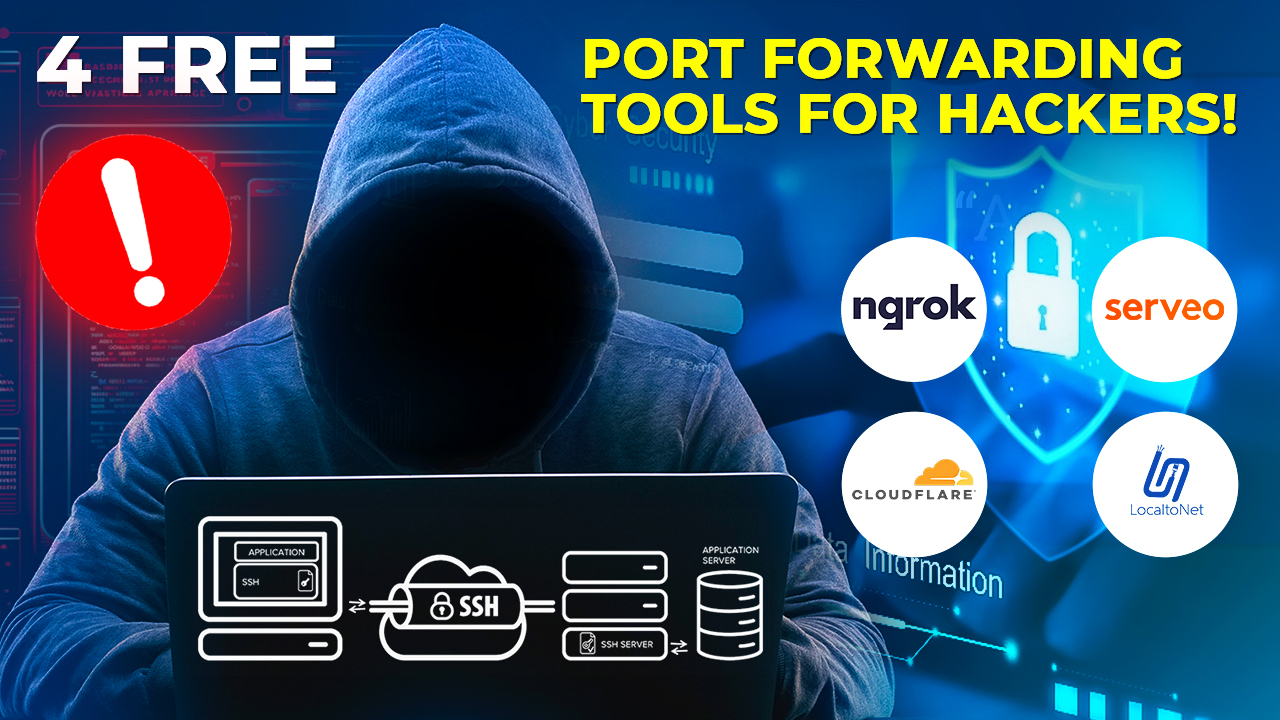 4 FREE
PORT FORWARDING
TOOLS FOR HACKERS!
Security
ngrok
serveo
CLOUDFLARE
LocaltoNet
Data Information
APPLICATION
SSH
SSH
SSH SERVER
APPLICATION
SERVER